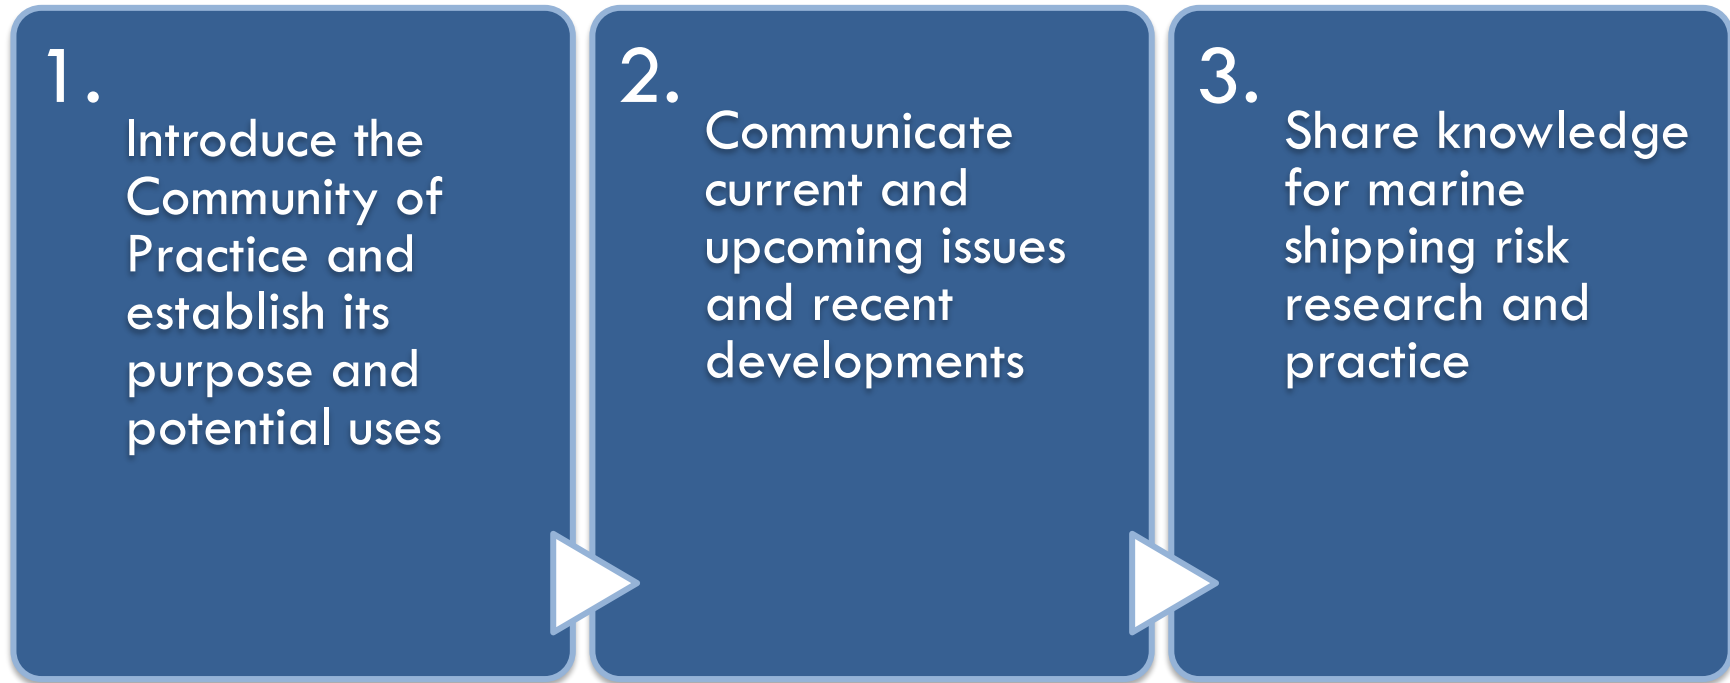 1.
Introduce the
Community of
Practice and
establish its
purpose and
potential uses
2.
Communicate
current and
upcoming issues
and recent
developments
3.
Share knowledge
for marine
shipping risk
research and
practice